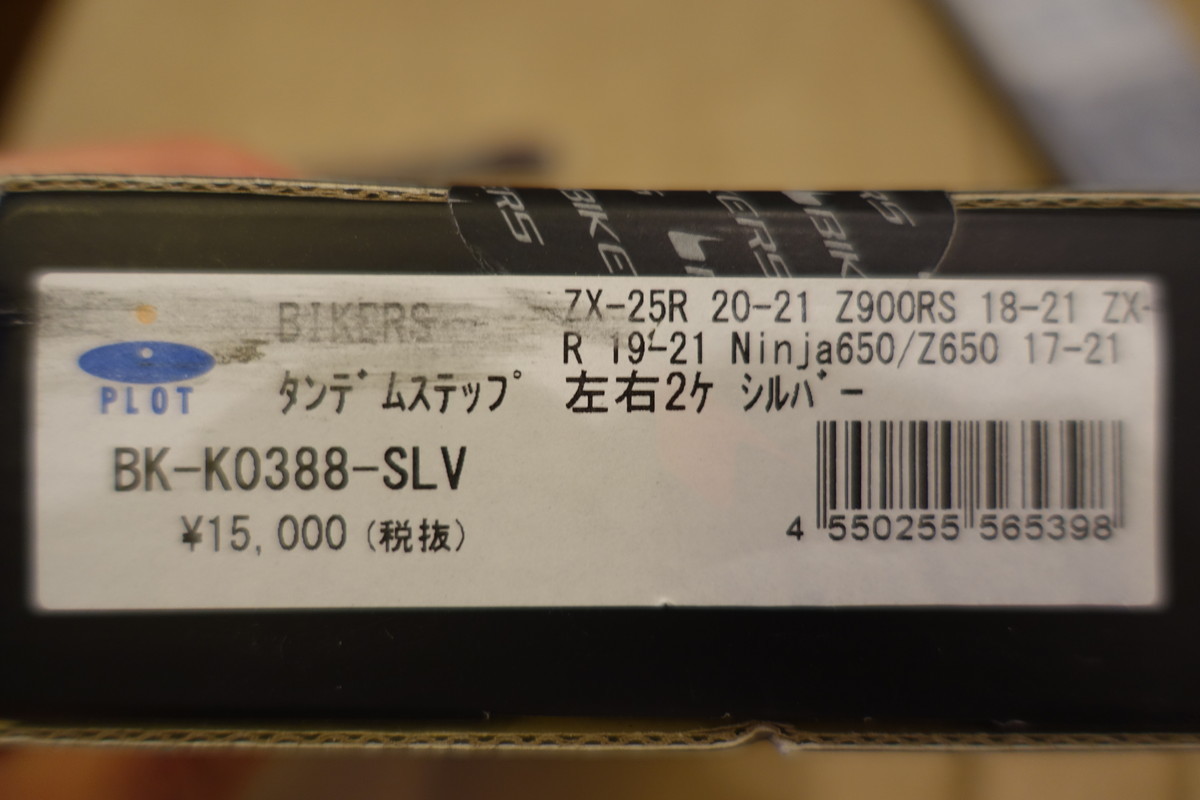 BIKERS
ZX-25R 20-21 Z900RS 18-21 ZX-
R 19-21 Ninja650/Z650 17-21
PLOT
ﾀﾝﾃﾞﾑｽﾃｯﾌﾟ 左右2ｹ ｼﾙﾊﾞｰ
BK-K0388-SLV
¥15,000 (税抜)
4 550255 565398